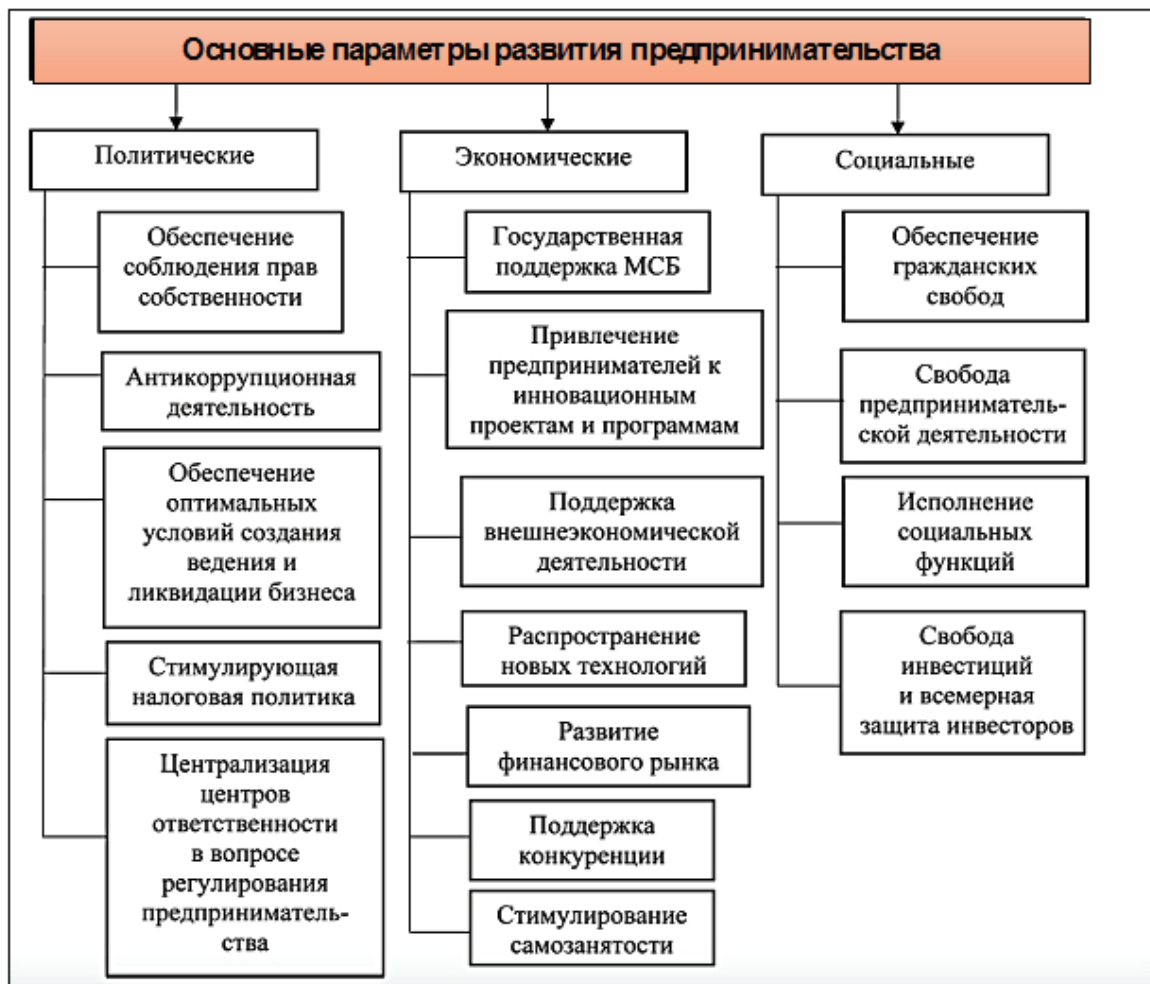 Основные параметры развития предпринимательства
Политические
Обеспечение
соблюдения прав
собственности
Антикоррупционная
деятельность
Обеспечение
оптимальных
условий создания
ведения и
ликвидации бизнеса
Стимулирующая
налоговая политика
Централизация
центров
ответственности
в вопросе
регулирования
предприниматель-
ства
Экономические
Государственная
поддержка МСБ
Привлечение
предпринимателей к
инновационным
проектам и программам
Поддержка
внешнеэкономической
деятельности
Распространение
новых технологий
Развитие
финансового рынка
Поддержка
конкуренции
Стимулирование
самозанятости
Социальные
Обеспечение
гражданских
свобод
Свобода
предприниматель-
ской деятельности
Исполнение
социальных
функций
Свобода
инвестиций
и всемерная
защита инвесторов